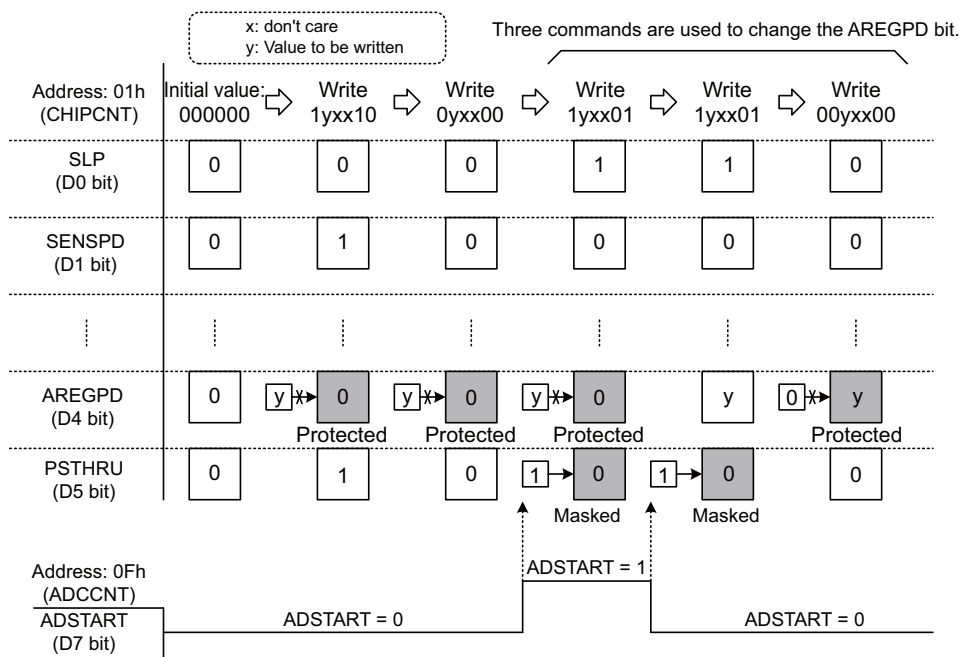 x: don't care
y: Value to be written
Three commands are used to change the AREGPD bit.
Address: 01h
(CHIPCNT)
Initial value:
000000
Write
1yxx10
Write
0yxx00
Write
1yxx01
Write
1yxx01
Write
00yxx00
SLP
(D0 bit)
0 0 0 1 1 0
SENSPD
(D1 bit)
0 1 0 0 0 0
AREGPD
(D4 bit)
0 y 0 y 0 y 0 y 0 y
Protected Protected Protected Protected
PSTHRU
(D5 bit)
0 1 0 1 0 1 0 0
Masked Masked
Address: 0Fh
(ADCCNT)
ADSTART = 1
ADSTART
(D7 bit)
ADSTART = 0 ADSTART = 0